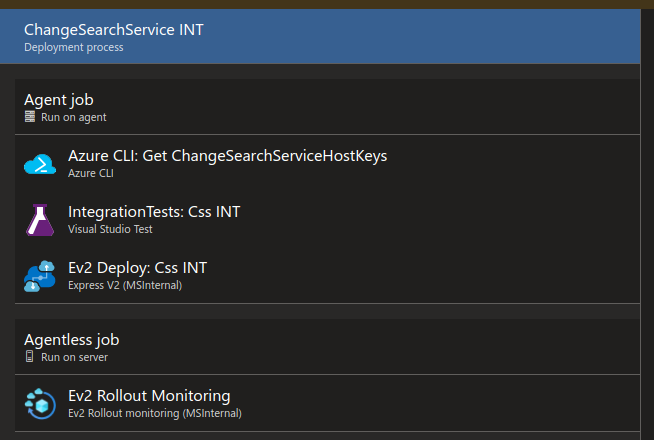 ChangeSearchService INT
Deployment process
Agent job
Run on agent
Azure CLI: Get ChangeSearchServiceHostKeys
Azure CLI
IntegrationTests: Css INT
Visual Studio Test
Ev2 Deploy: Css INT
Express V2 (MSInternal)
Agentless job
Run on server
Ev2 Rollout Monitoring
Ev2 Rollout monitoring (MSInternal)